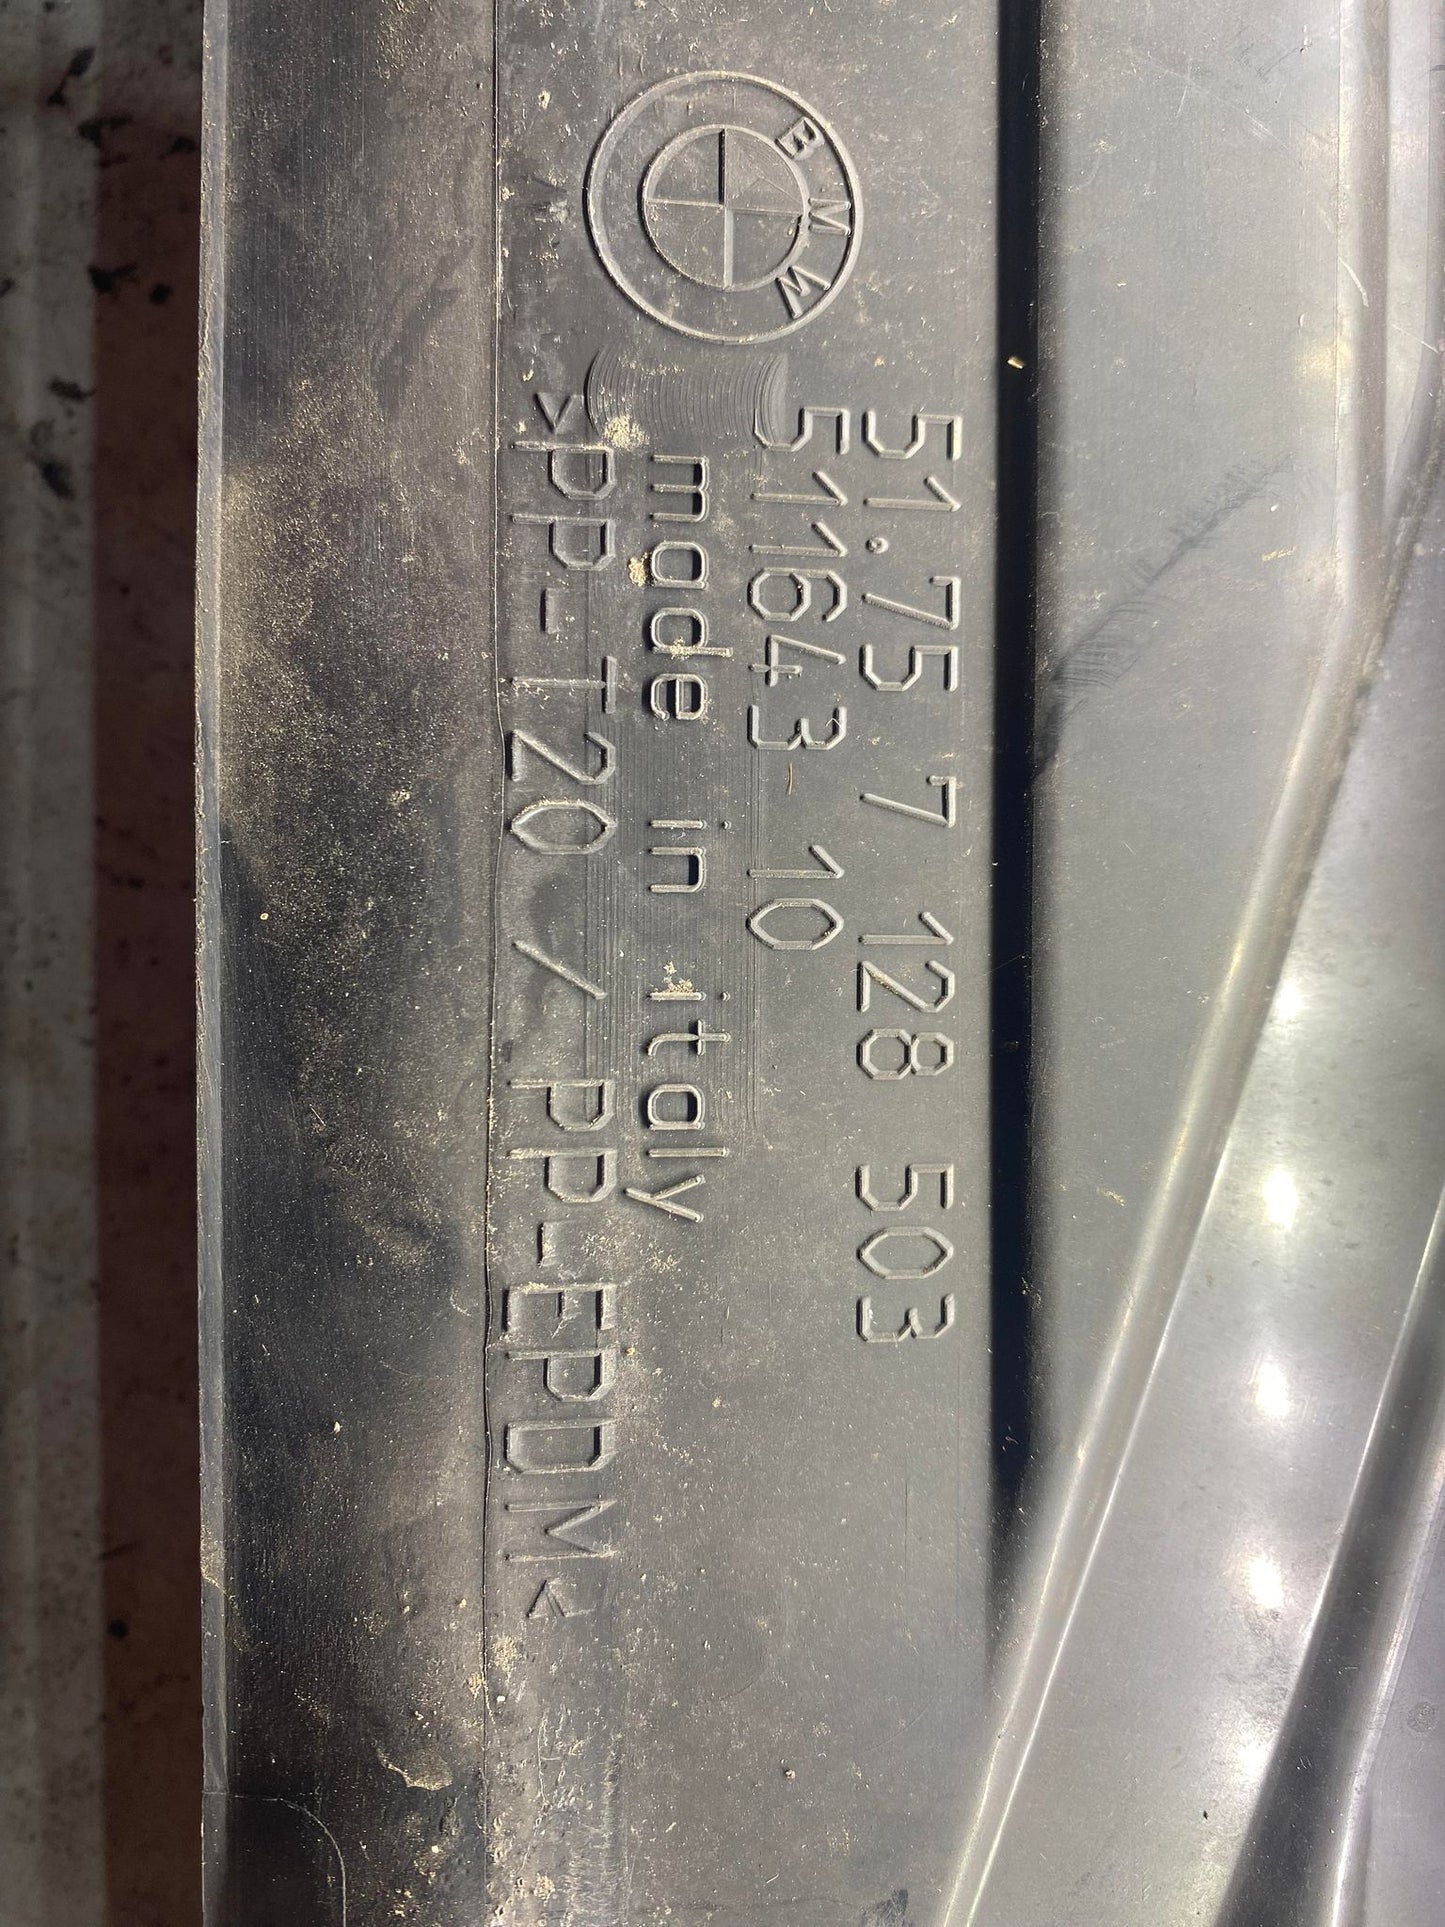 BMW
51.75 7 128 503
511643 10
made in italy
>PP-T20/PP-EPDM<